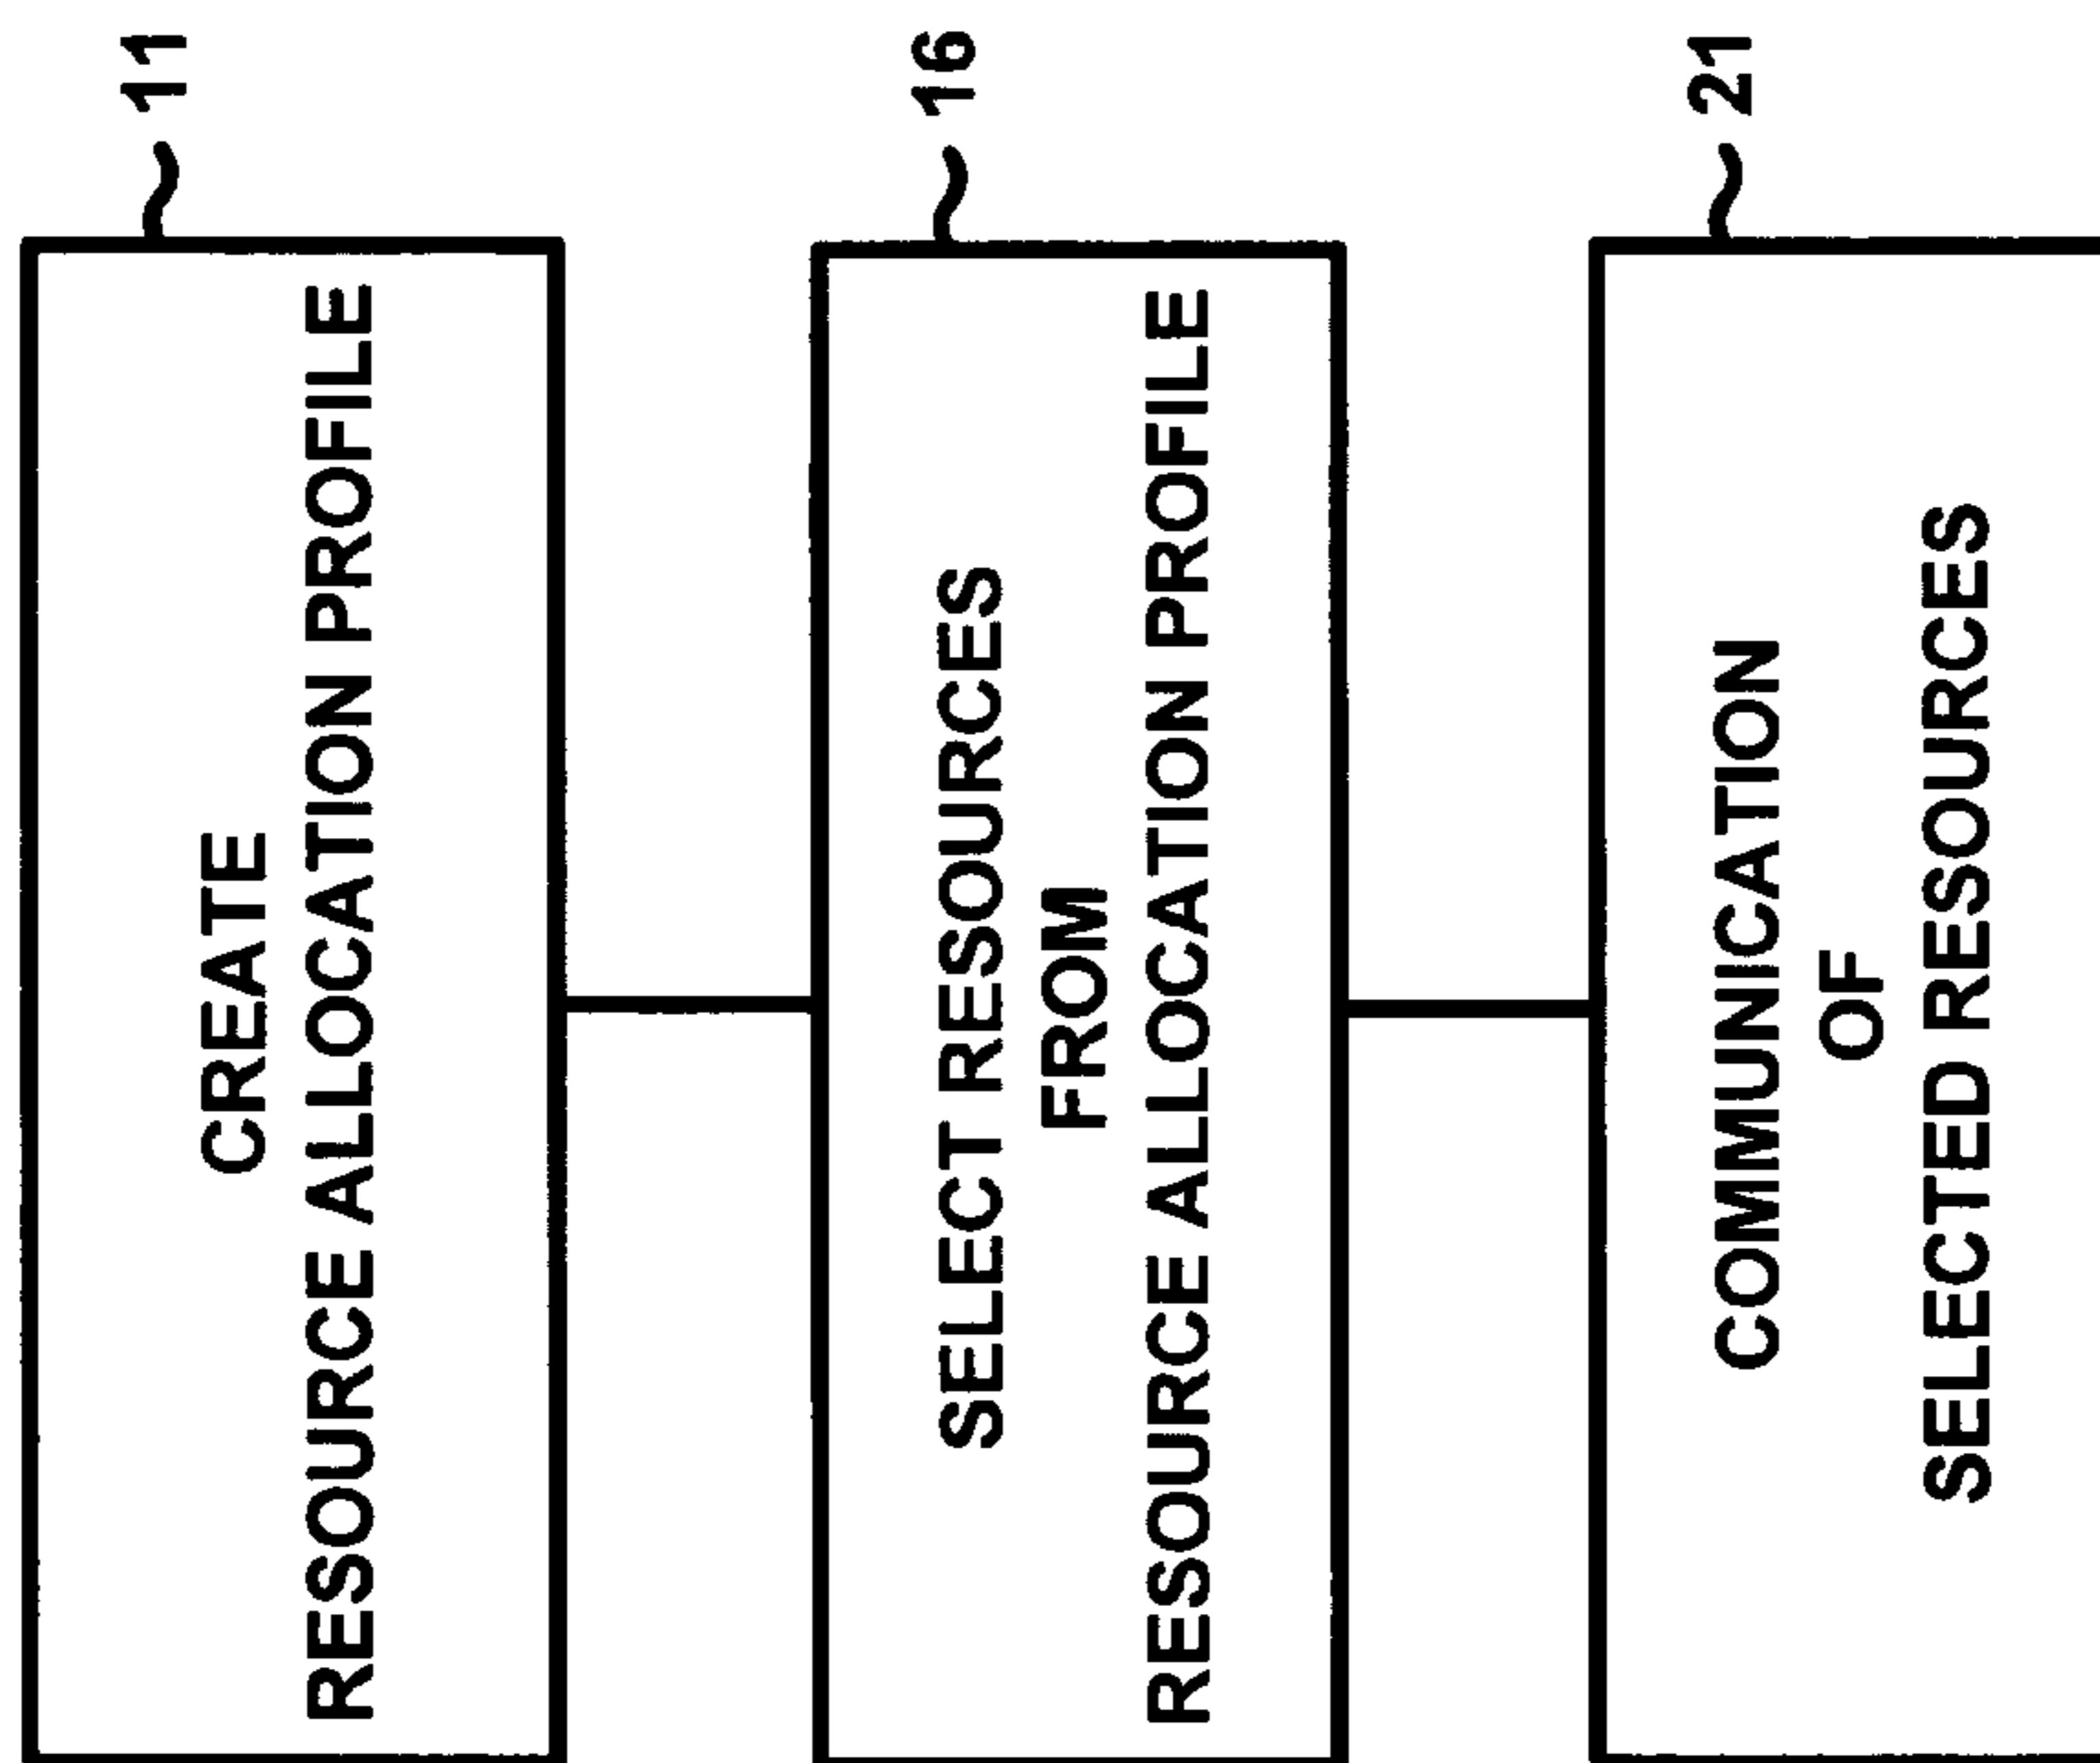 11
CREATE
RESOURCE ALLOCATION PROFILE
16
SELECT RESOURCES
FROM
RESOURCE ALLOCATION PROFILE
21
COMMUNICATION
OF
SELECTED RESOURCES